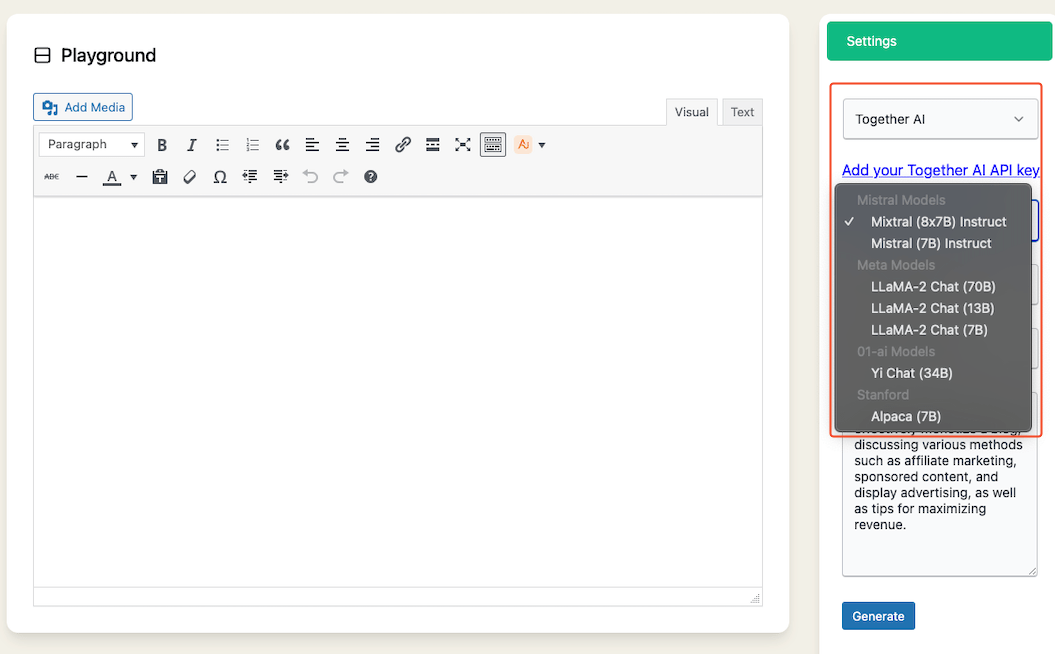 Playground
Add Media
Visual
Text
Paragraph
B
I
ABC
A
Ω
Settings
Together AI
Add your Together AI API key
Mistral Models
✓ Mixtral (8x7B) Instruct
Mistral (7B) Instruct
Meta Models
LLaMA-2 Chat (70B)
LLaMA-2 Chat (13B)
LLaMA-2 Chat (7B)
01-ai Models
Yi Chat (34B)
Stanford
Alpaca (7B)
discussing various methods
such as affiliate marketing,
sponsored content, and
display advertising, as well
as tips for maximizing
revenue.
Generate